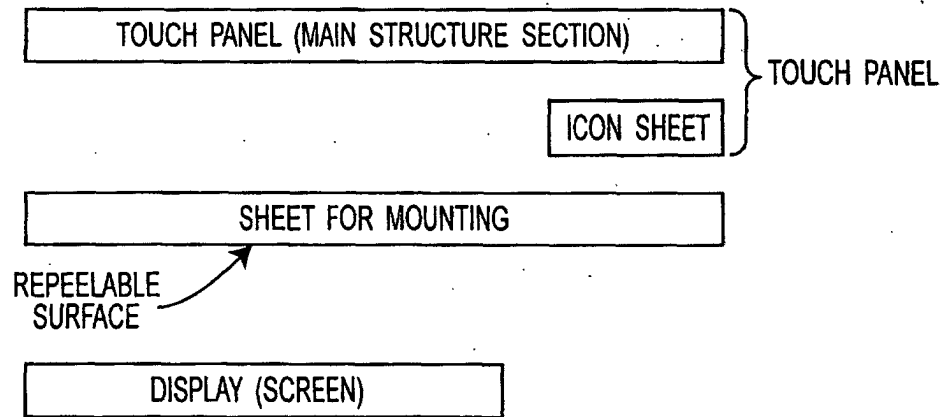 TOUCH PANEL (MAIN STRUCTURE SECTION)
TOUCH PANEL
ICON SHEET
SHEET FOR MOUNTING
REPEELABLE
SURFACE
DISPLAY (SCREEN)